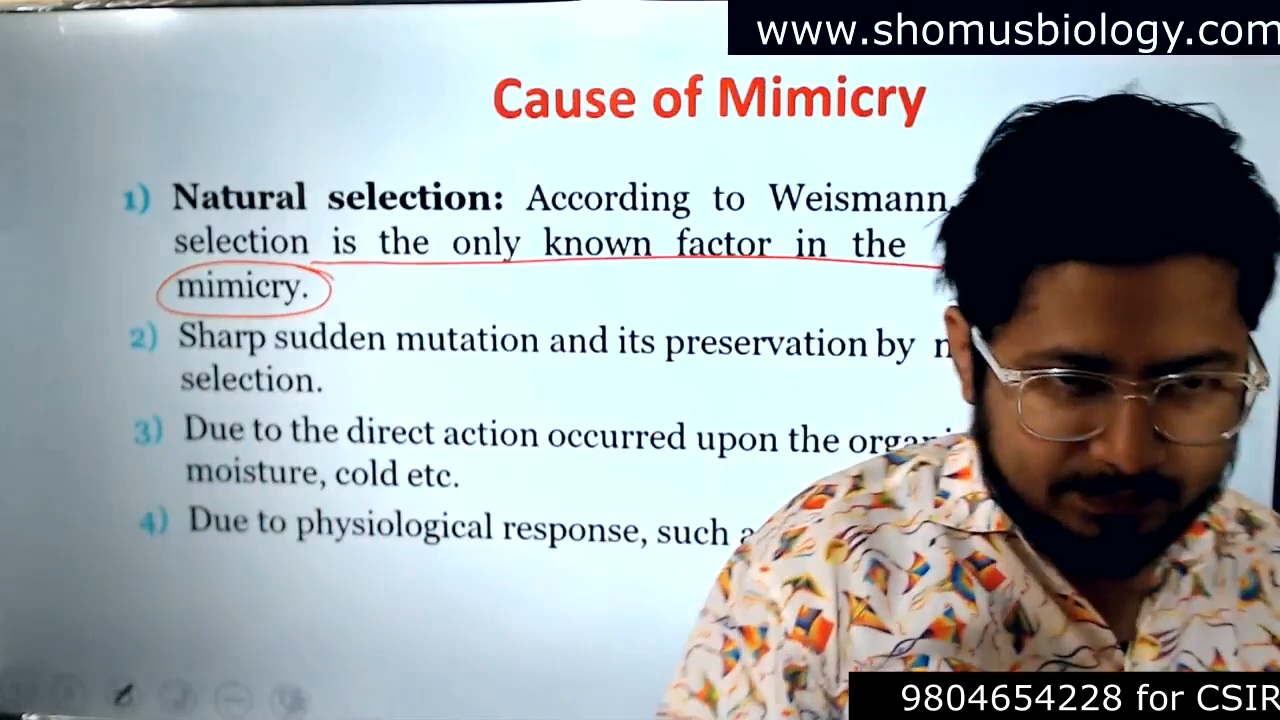 www.shomusbiology.com
Cause of Mimicry
1) Natural selection: According to Weismann,
selection is the only known factor in the
mimicry.
2) Sharp sudden mutation and its preservation by
selection.
3) Due to the direct action occurred upon the
moisture, cold etc.
4) Due to physiological response, such
9804654228 for CSIR